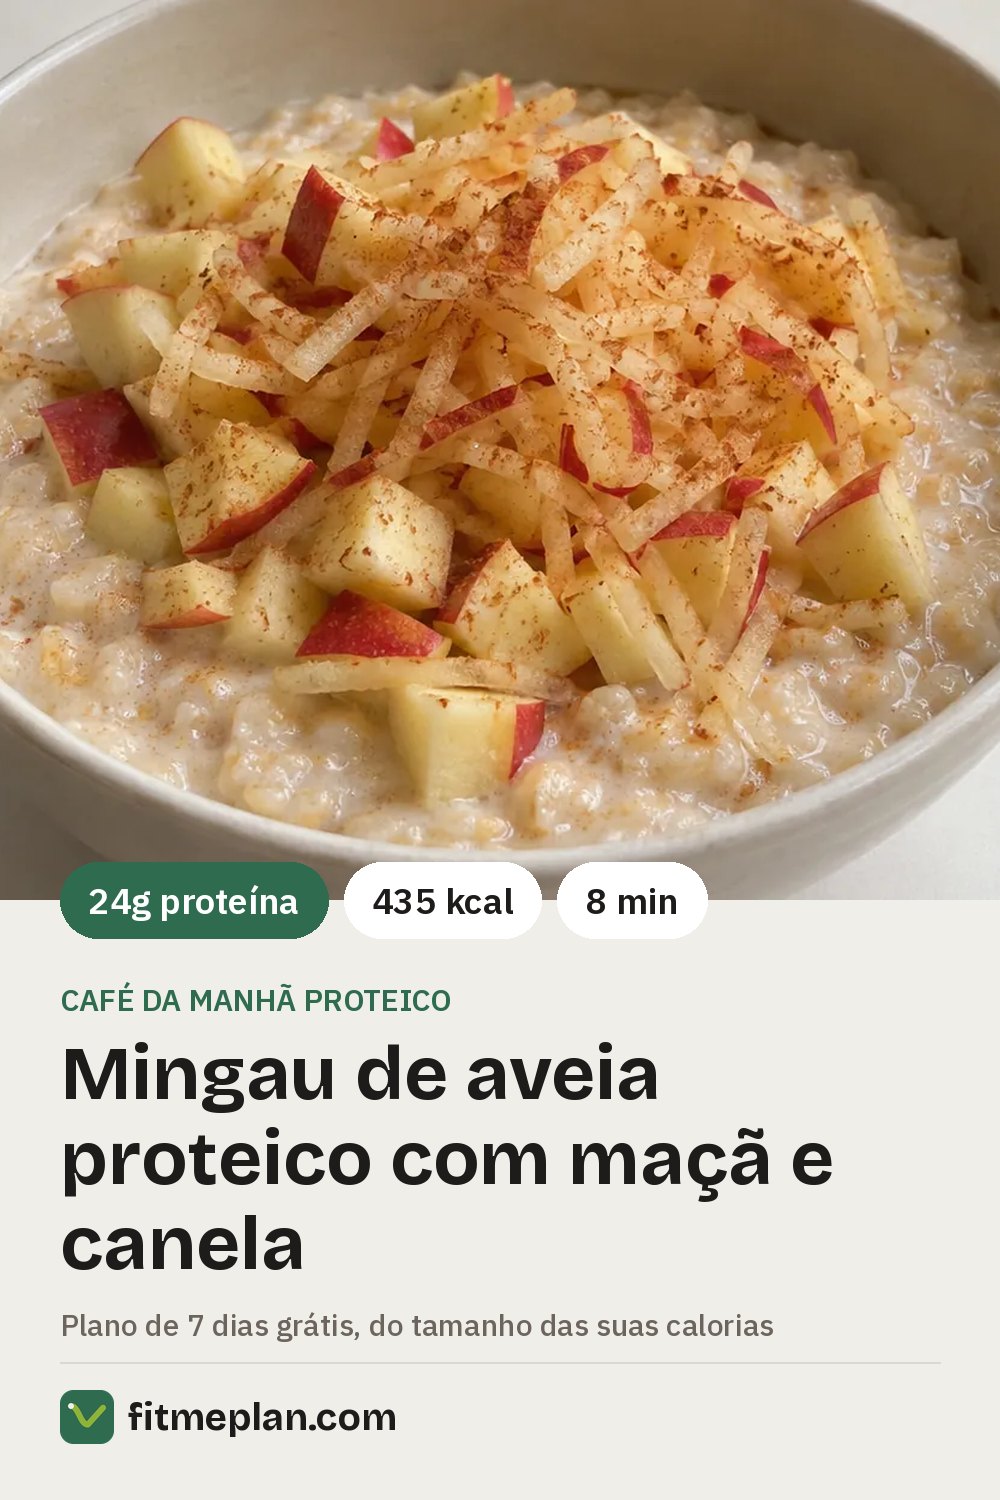 24g proteína
435 kcal
8 min
CAFÉ DA MANHÃ PROTEICO
Mingau de aveia
proteico com maçã e
canela
Plano de 7 dias grátis, do tamanho das suas calorias
fitmeplan.com